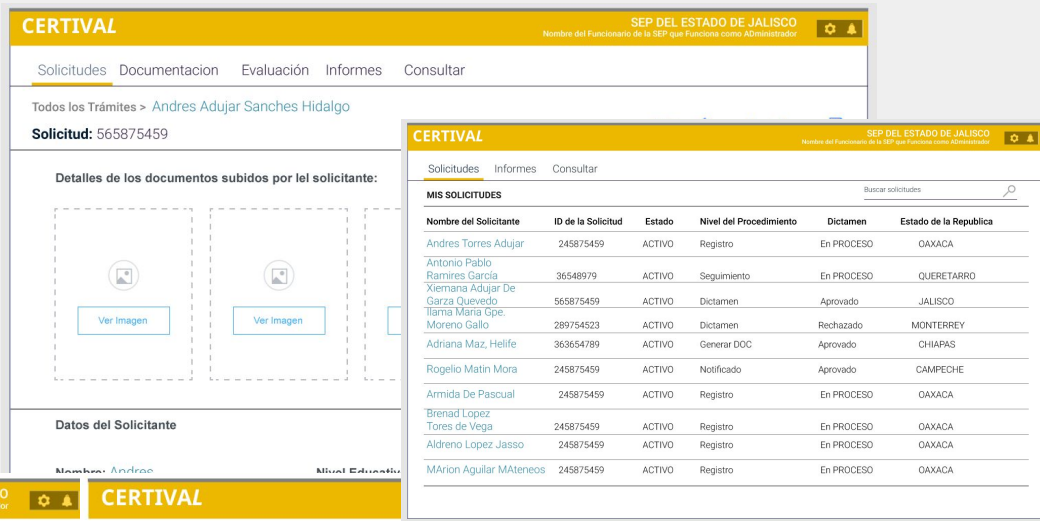 CERTIVAL
SEP DEL ESTADO DE JALISCO
Nombre del Funcionario de la SEP que Funciona como ADministrador
Solicitudes Documentacion Evaluación Informes Consultar
Todos los Trámites > Andres Adujar Sanches Hidalgo
Solicitud: 565875459
Detalles de los documentos subidos por lel solicitante:
Ver Imagen Ver Imagen
Datos del Solicitante
Nombre: Andres Nivel Educativ
CERTIVAL
SEP DEL ESTADO DE JALISCO
Nombre del Funcionario de la SEP que Funciona como ADministrador
Solicitudes Informes Consultar
MIS SOLICITUDES Buscar solicitudes
Nombre del Solicitante ID de la Solicitud Estado Nivel del Procedimiento Dictamen Estado de la Republica
Andres Torres Adujar 245875459 ACTIVO Registro En PROCESO OAXACA
Antonio Pablo
Ramires García 36548979 ACTIVO Seguimiento En PROCESO QUERETARRO
Xiemana Adujar De
Garza Quevedo 565875459 ACTIVO Dictamen Aprovado JALISCO
Ilama Maria Gpe.
Moreno Gallo 289754523 ACTIVO Dictamen Rechazado MONTERREY
Adriana Maz, Helife 363654789 ACTIVO Generar DOC Aprovado CHIAPAS
Rogelio Matin Mora 245875459 ACTIVO Notificado Aprovado CAMPECHE
Armida De Pascual 245875459 ACTIVO Registro En PROCESO OAXACA
Brenad Lopez
Tores de Vega 245875459 ACTIVO Registro En PROCESO OAXACA
Aldreno Lopez Jasso 245875459 ACTIVO Registro En PROCESO OAXACA
MArion Aguilar MAteneos 245875459 ACTIVO Registro En PROCESO OAXACA
CERTIVAL